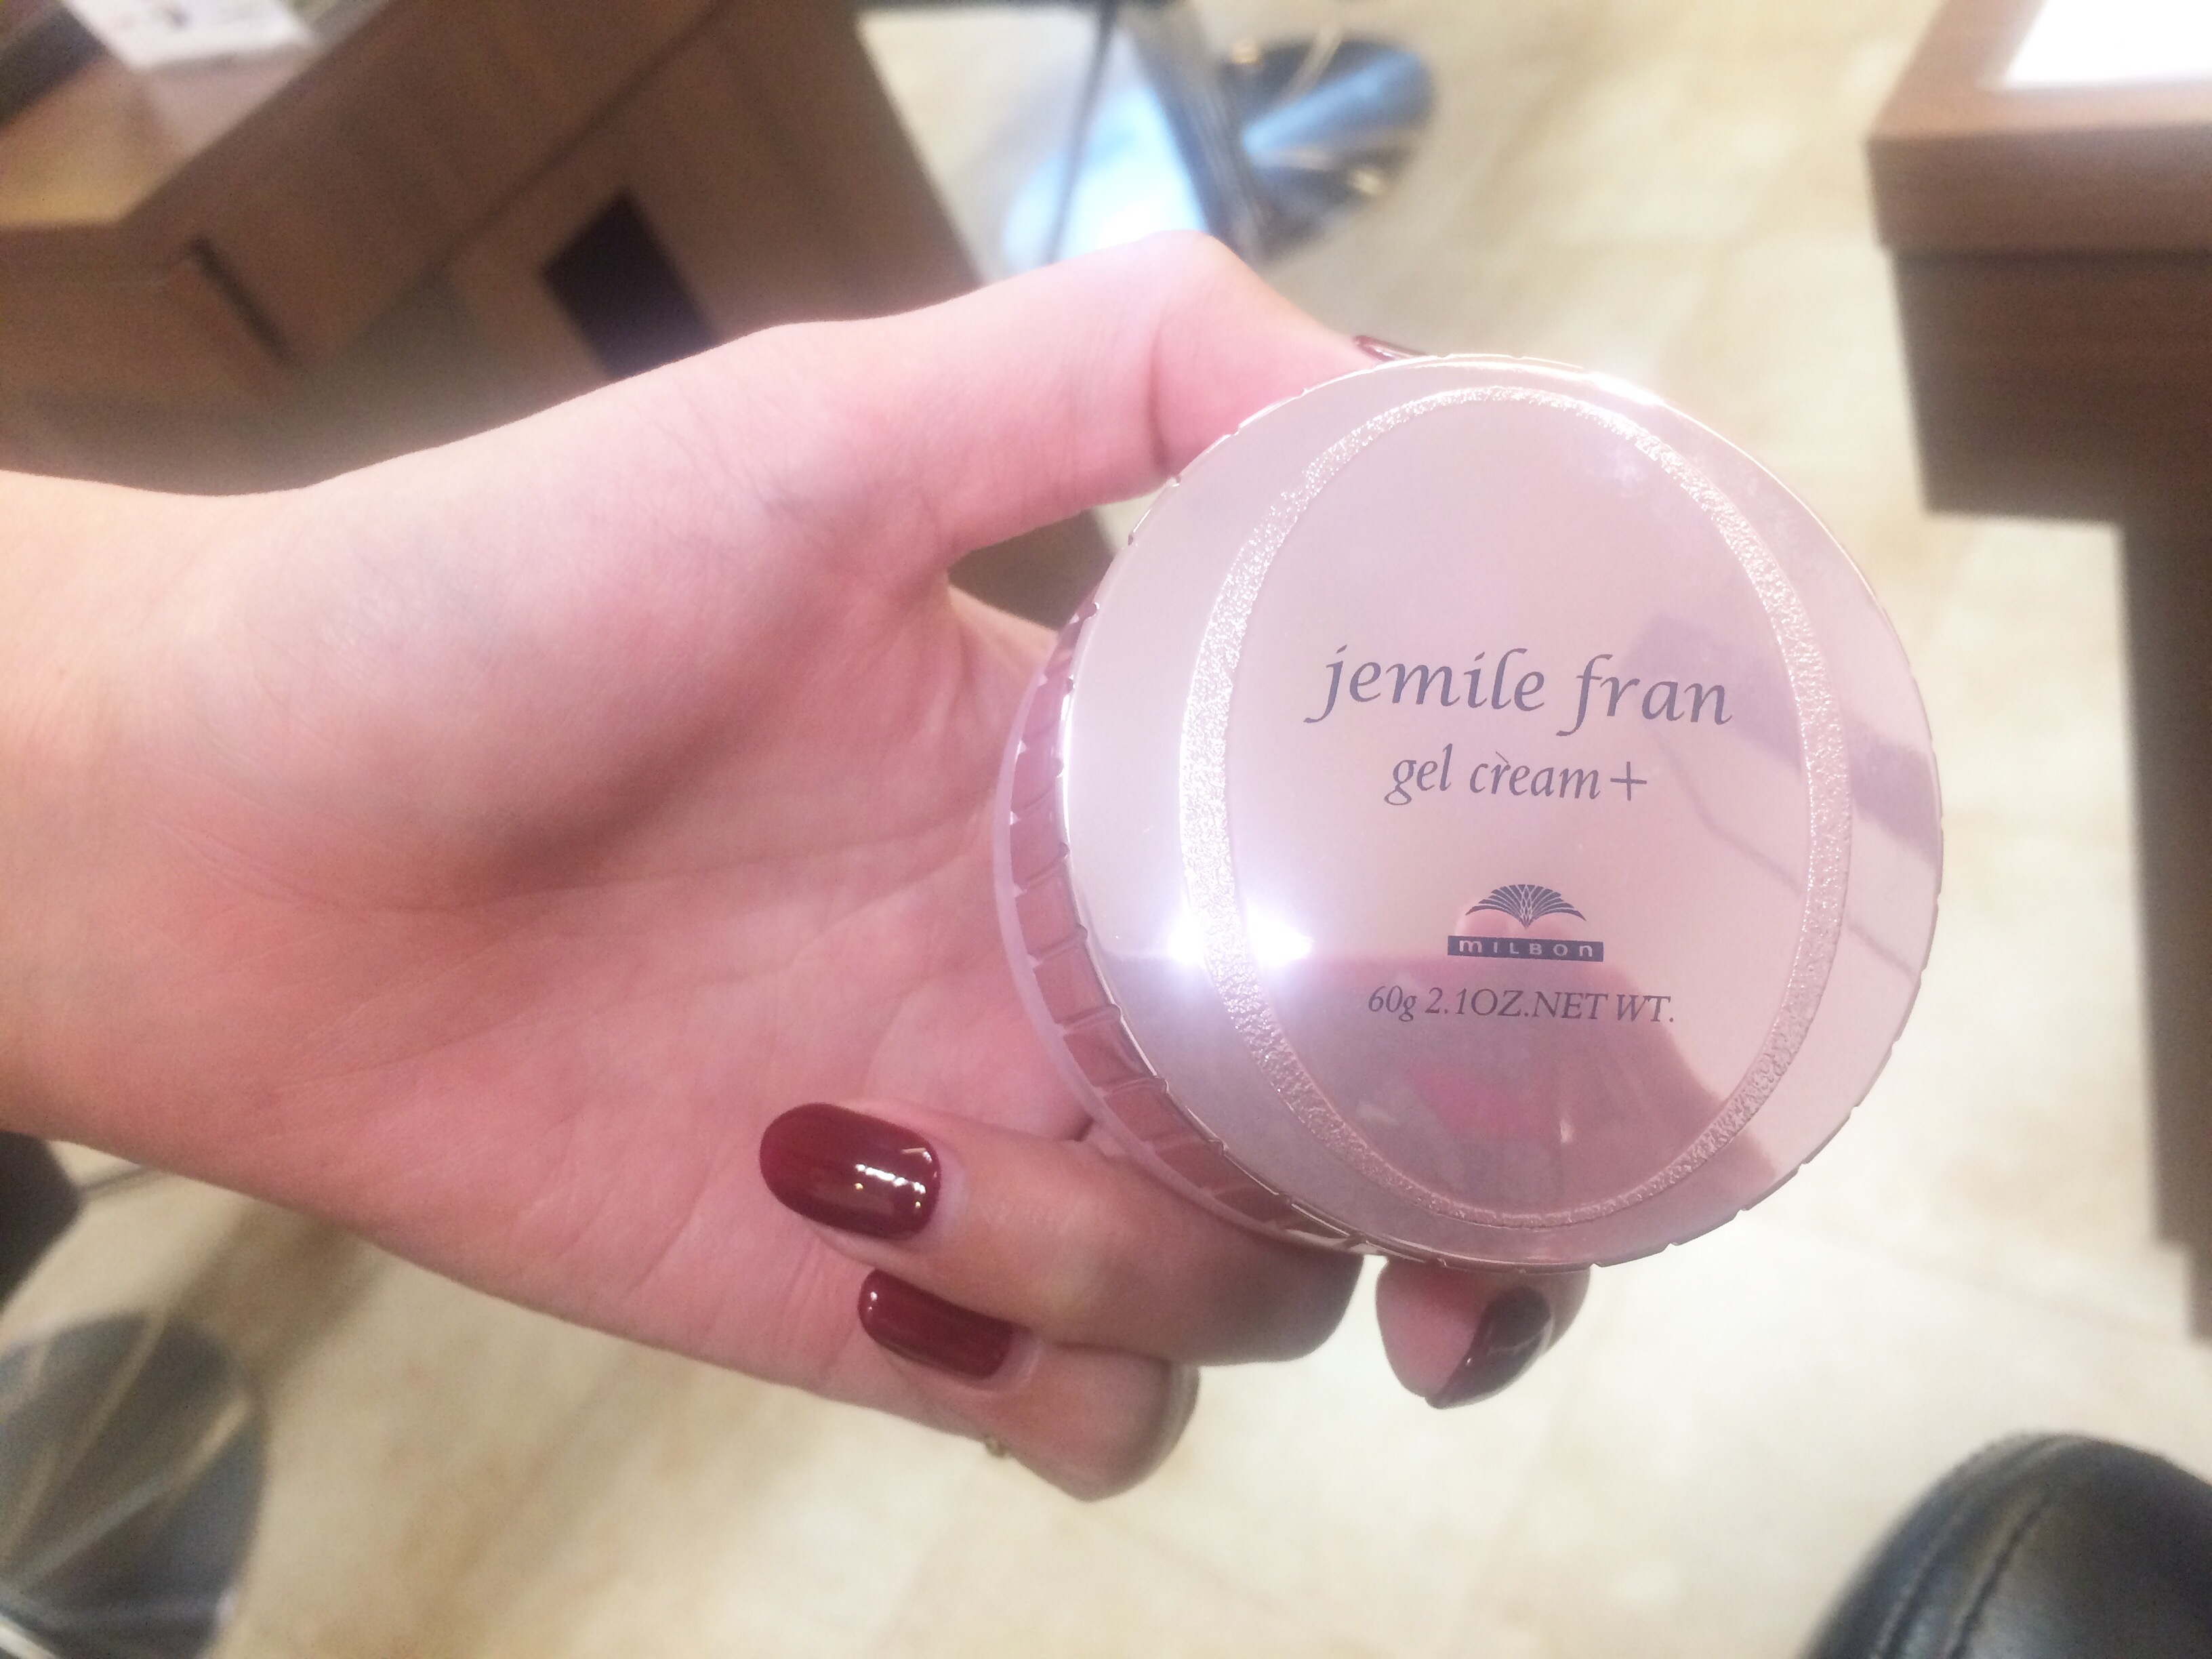 jemile fran
gel cream+
MILBON
60g 2.1OZ.NET WT.